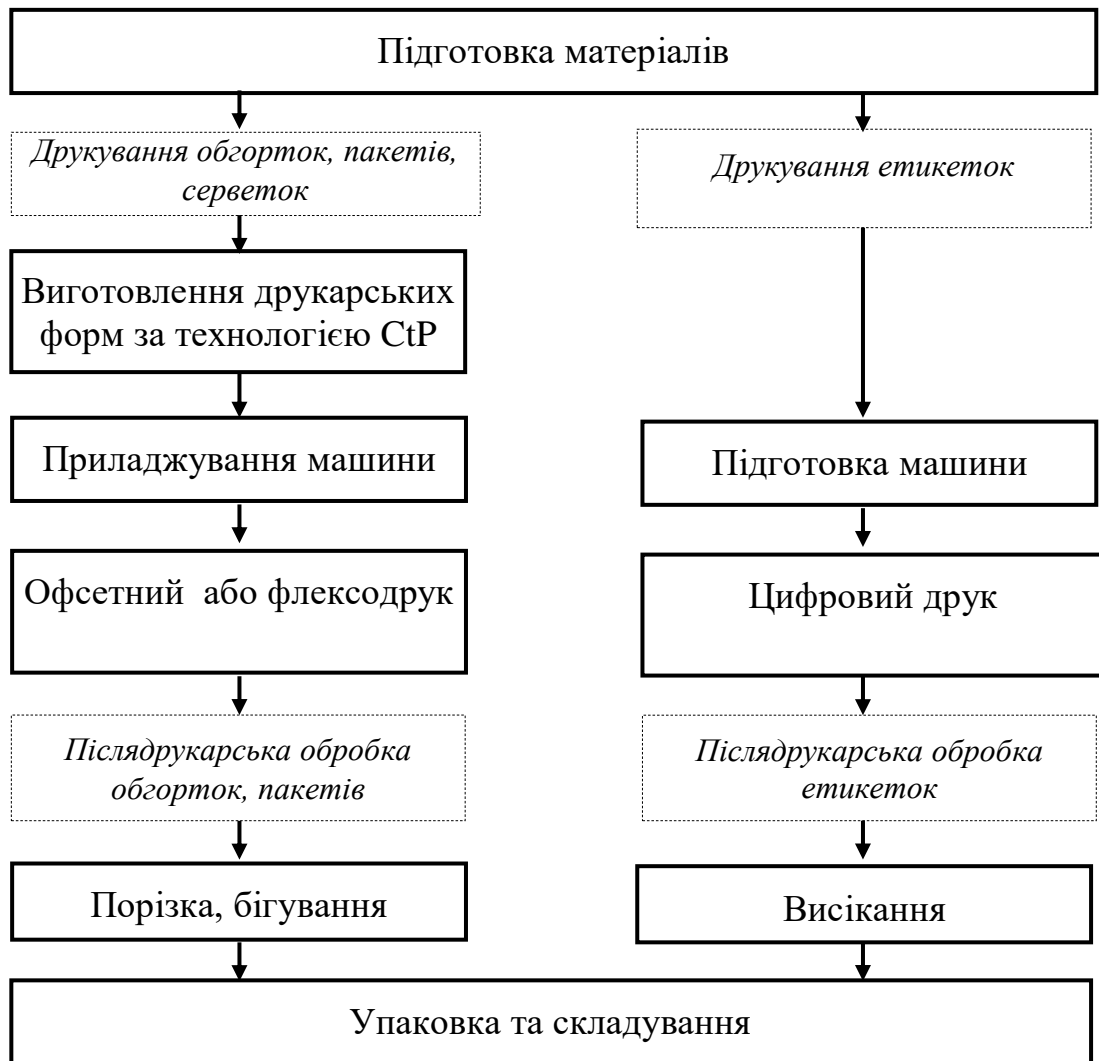 Підготовка матеріалів
Друкування обгорток, пакетів,
серветок
Друкування етикеток
Виготовлення друкарських
форм за технологією CtP
Приладжування машини
Підготовка машини
Офсетний або флексодрук
Цифровий друк
Післядрукарська обробка
обгорток, пакетів
Післядрукарська обробка
етикеток
Порізка, бігування
Висікання
Упаковка та складування